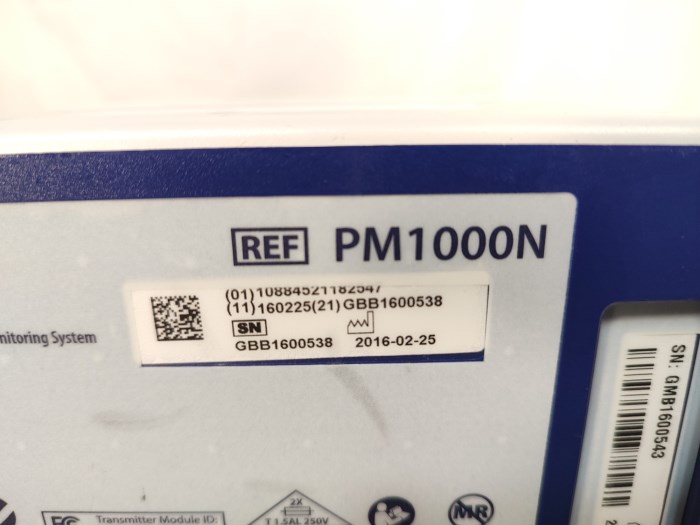 REF PM1000N
(01)10884521182547
(11)160225(21)GBB1600538
SN
GBB1600538 2016-02-25
nitoring System
SN: GMB1600543
FC Transmitter Module ID:
2X
T 1.5AL 250V
MR